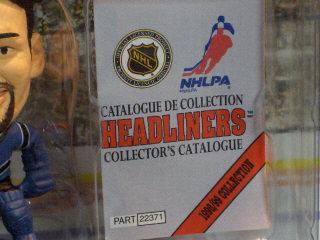 NHL
NHLPA
CATALOGUE DE COLLECTION
HEADLINERS
COLLECTOR'S CATALOGUE
1998/99 COLLECTION
PART 22371